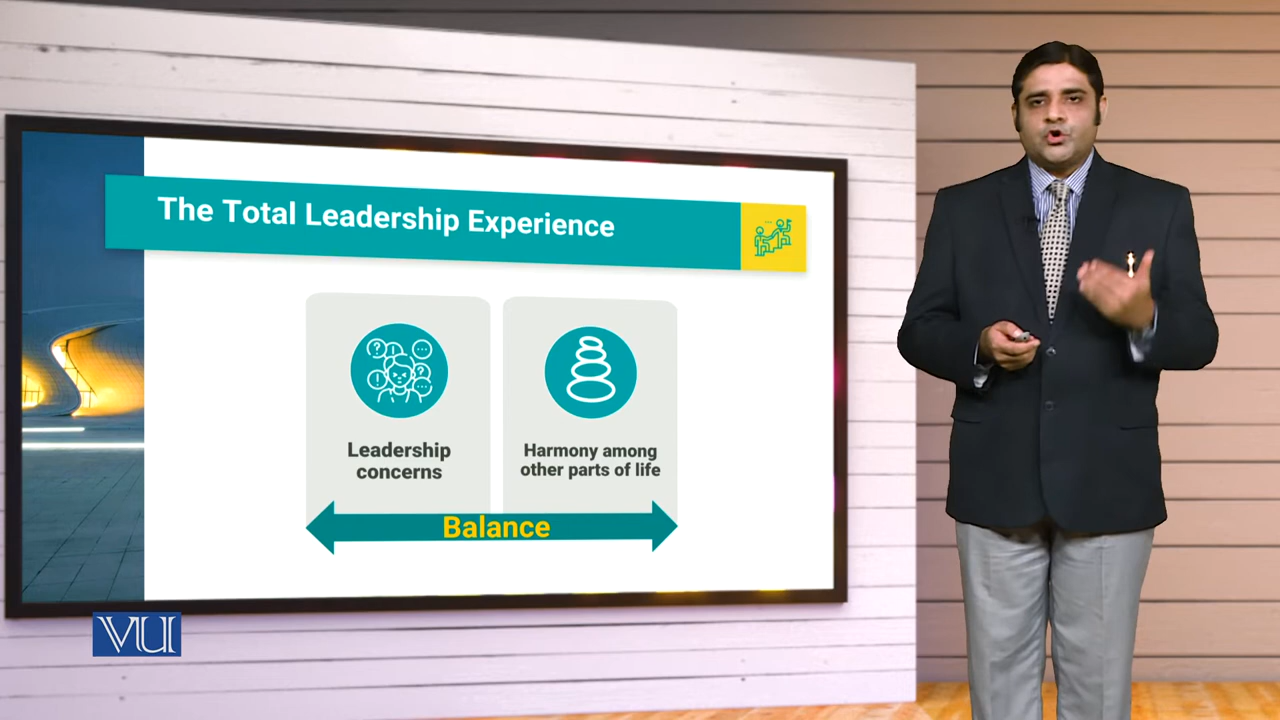 The Total Leadership Experience
Leadership
concerns
Harmony among
other parts of life
Balance
VU